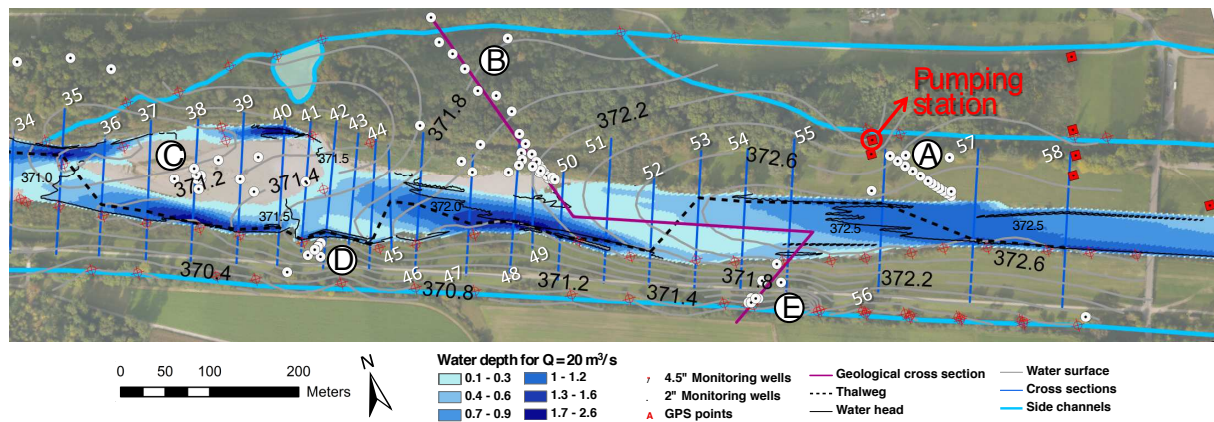 B
Pumping
station
35
34
36
37
38
39
40
41
42
43
44
371.8
372.2
50
51
52
53
54
55
372.6
57
A
58
C
371.0
371.2
371.4
371.5
371.5
372.0
372.5
372.5
D
45
46
47
48
49
370.4
370.8
371.2
371.4
371.8
E
56
372.2
372.6
N
0 50 100 200
Meters
Water depth for Q = 20 m³/s
0.1 - 0.3
0.4 - 0.6
0.7 - 0.9
1 - 1.2
1.3 - 1.6
1.7 - 2.6
4.5" Monitoring wells
2" Monitoring wells
A GPS points
Geological cross section
Thalweg
Water head
Water surface
Cross sections
Side channels